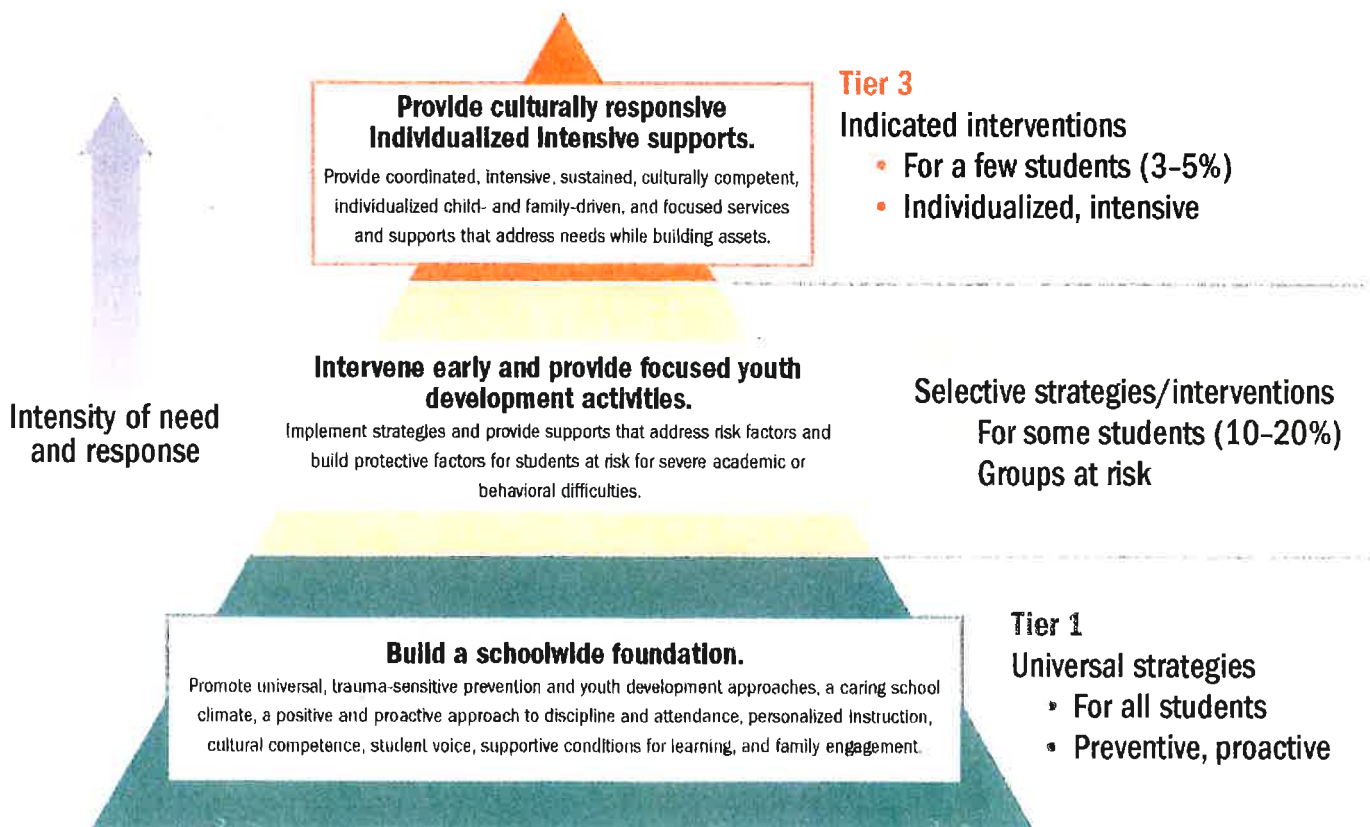 Provide culturally responsive
individualized intensive supports.
Provide coordinated, intensive, sustained, culturally competent,
individualized child- and family-driven, and focused services
and supports that address needs while building assets.
Tier 3
Indicated interventions
• For a few students (3–5%)
• Individualized, intensive
Intensity of need
and response
Intervene early and provide focused youth
development activities.
Implement strategies and provide supports that address risk factors and
build protective factors for students at risk for severe academic or
behavioral difficulties.
Selective strategies/interventions
For some students (10–20%)
Groups at risk
Build a schoolwide foundation.
Promote universal, trauma-sensitive prevention and youth development approaches, a caring school
climate, a positive and proactive approach to discipline and attendance, personalized instruction,
cultural competence, student voice, supportive conditions for learning, and family engagement.
Tier 1
Universal strategies
• For all students
• Preventive, proactive